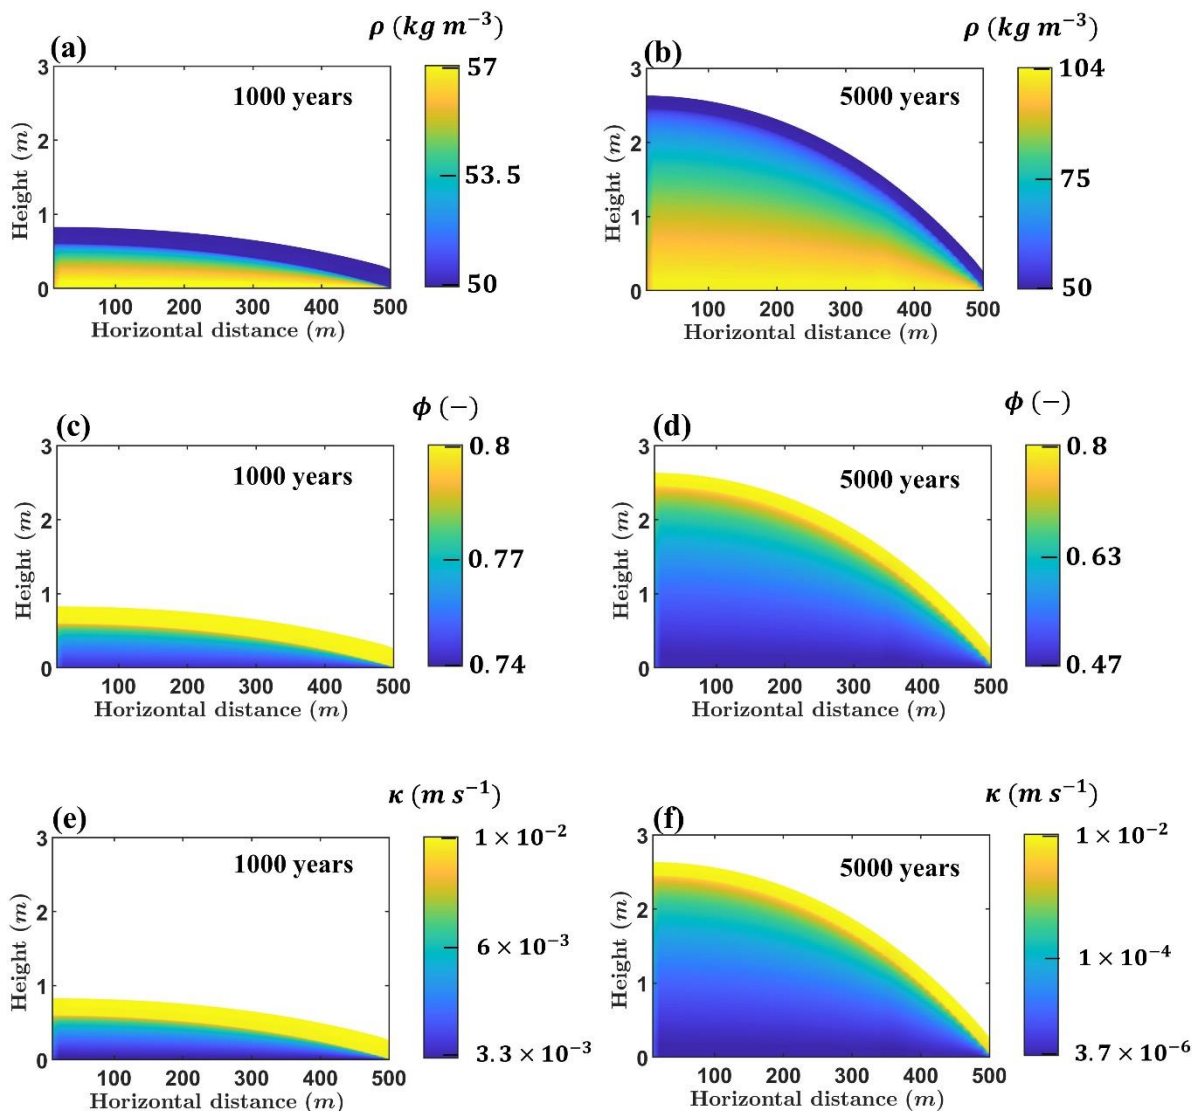 (a)
ρ (kg m⁻³)
1000 years
Height (m)
3
2
1
0
100 200 300 400 500
Horizontal distance (m)
57
53.5
50
(b)
ρ (kg m⁻³)
5000 years
Height (m)
3
2
1
0
100 200 300 400 500
Horizontal distance (m)
104
75
50
(c)
ϕ (−)
1000 years
Height (m)
3
2
1
0
100 200 300 400 500
Horizontal distance (m)
0.8
0.77
0.74
(d)
ϕ (−)
5000 years
Height (m)
3
2
1
0
100 200 300 400 500
Horizontal distance (m)
0.8
0.63
0.47
(e)
κ (m s⁻¹)
1000 years
Height (m)
3
2
1
0
100 200 300 400 500
Horizontal distance (m)
1 × 10⁻²
6 × 10⁻³
3.3 × 10⁻³
(f)
κ (m s⁻¹)
5000 years
Height (m)
3
2
1
0
100 200 300 400 500
Horizontal distance (m)
1 × 10⁻²
1 × 10⁻⁴
3.7 × 10⁻⁶